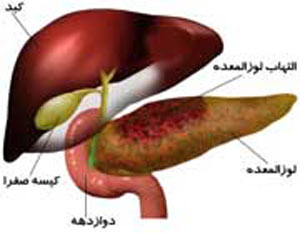 کبد
التهاب لوزالمعده
لوزالمعده
کیسه صفرا
دوازدهه